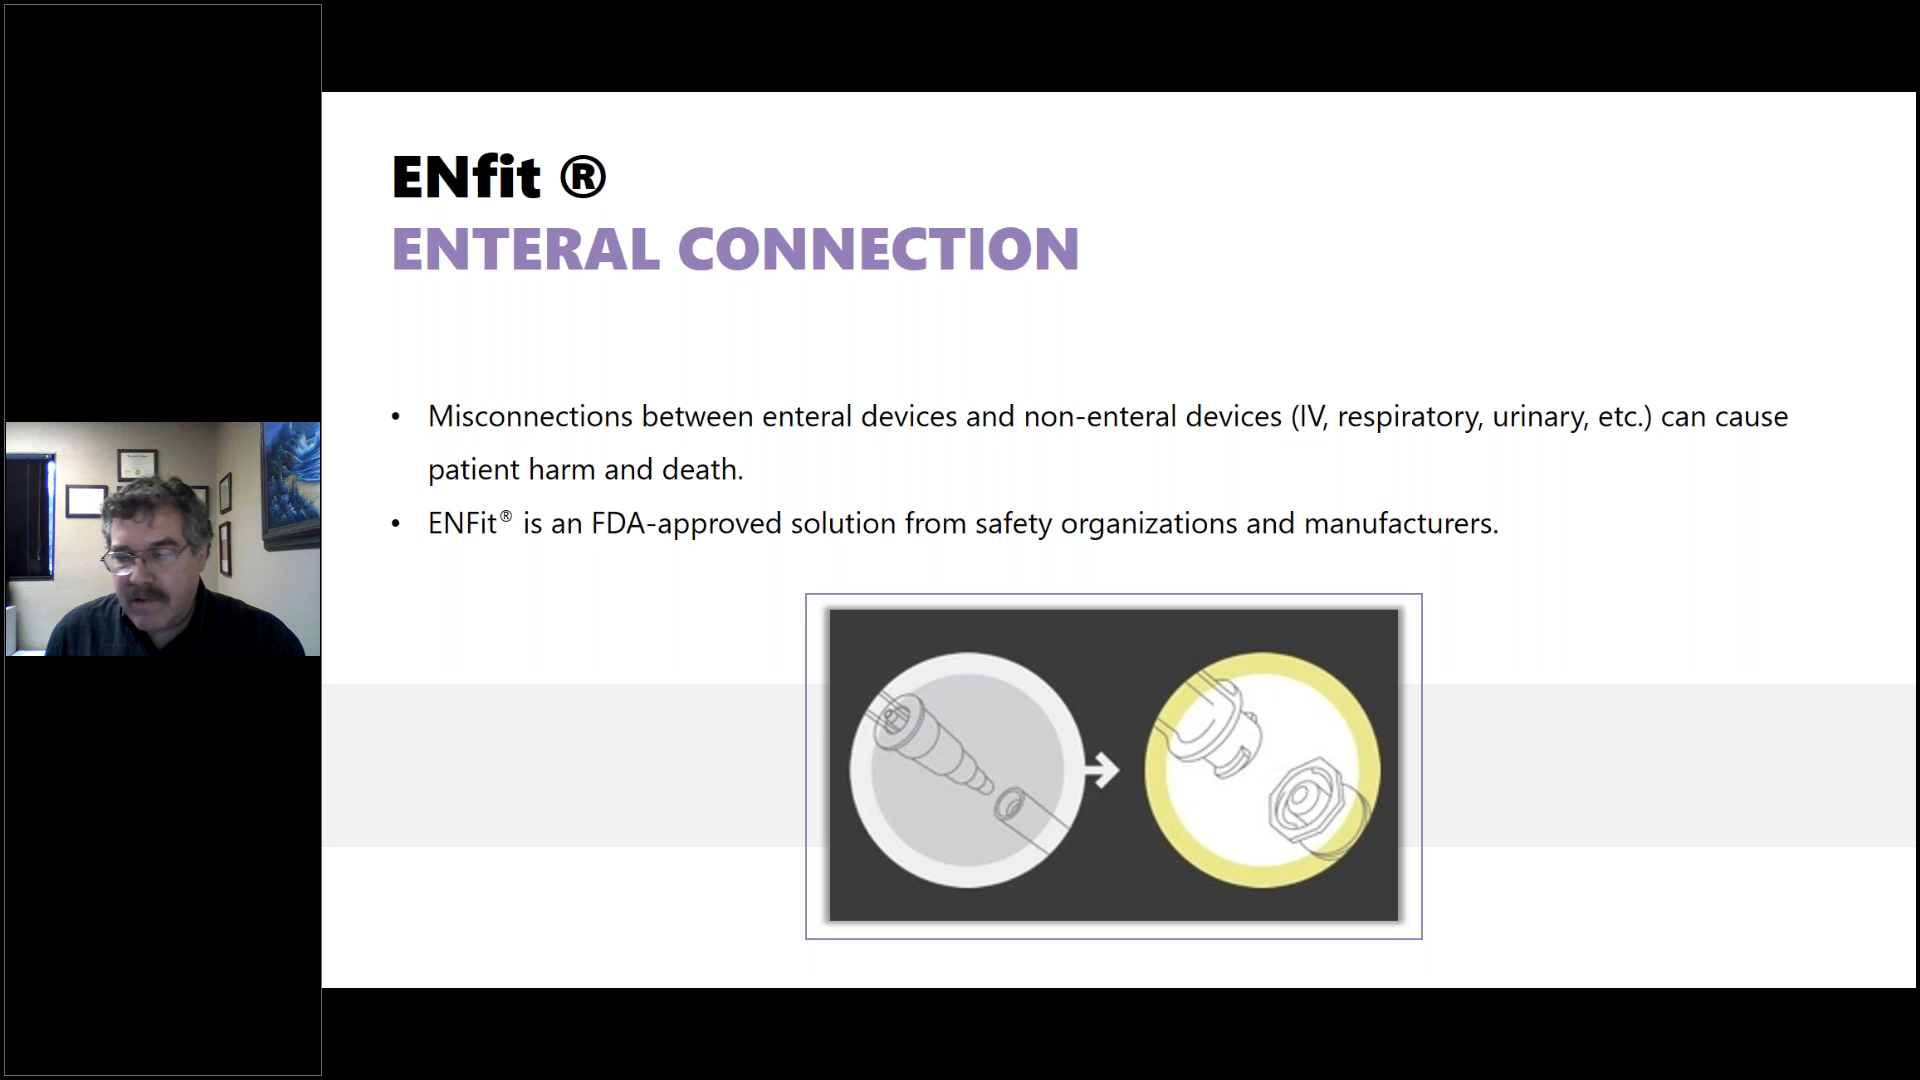 ENfit ®
ENTERAL CONNECTION
• Misconnections between enteral devices and non-enteral devices (IV, respiratory, urinary, etc.) can cause
patient harm and death.
• ENFit® is an FDA-approved solution from safety organizations and manufacturers.